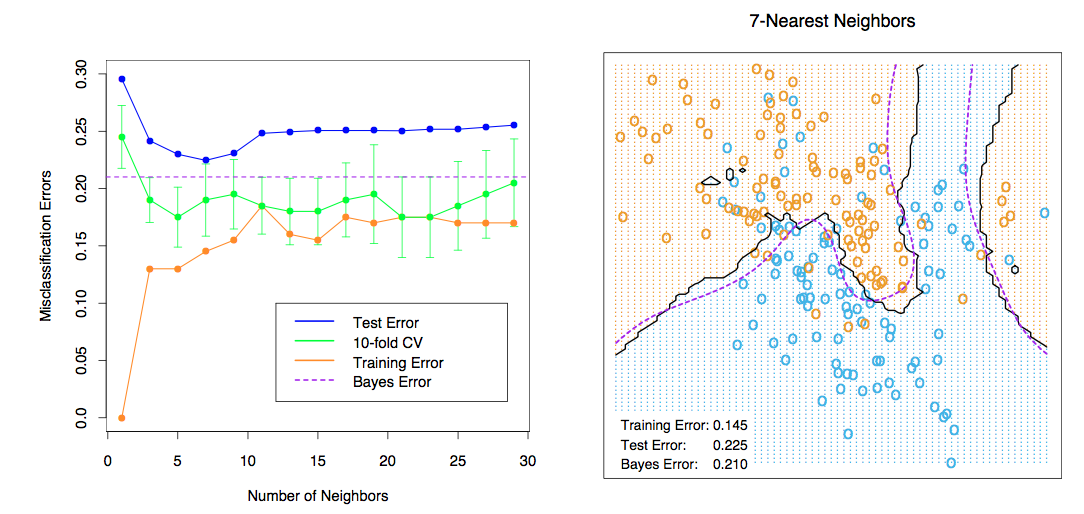 7-Nearest Neighbors
Misclassification Errors
0.30
0.25
0.20
0.15
0.10
0.05
0.0
Test Error
10-fold CV
Training Error
Bayes Error
0 5 10 15 20 25 30
Number of Neighbors
Training Error: 0.145
Test Error: 0.225
Bayes Error: 0.210